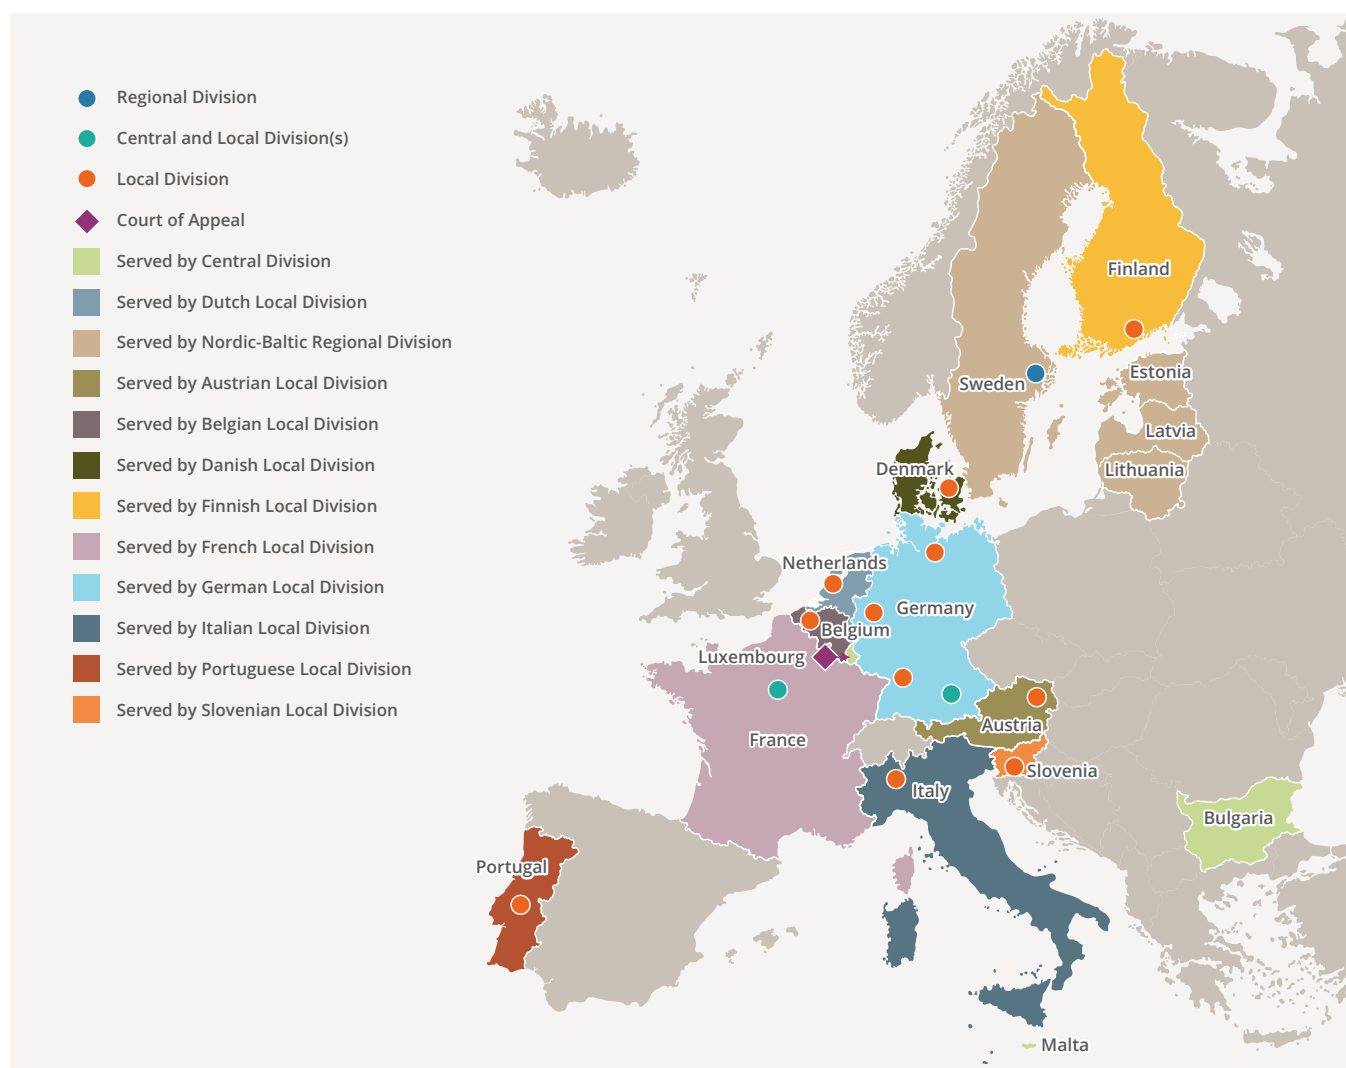 Regional Division
Central and Local Division(s)
Local Division
Court of Appeal
Served by Central Division
Served by Dutch Local Division
Served by Nordic-Baltic Regional Division
Served by Austrian Local Division
Served by Belgian Local Division
Served by Danish Local Division
Served by Finnish Local Division
Served by French Local Division
Served by German Local Division
Served by Italian Local Division
Served by Portuguese Local Division
Served by Slovenian Local Division
Finland
Estonia
Sweden
Latvia
Denmark
Lithuania
Netherlands
Germany
Belgium
Luxembourg
Austria
France
Slovenia
Italy
Bulgaria
Portugal
Malta